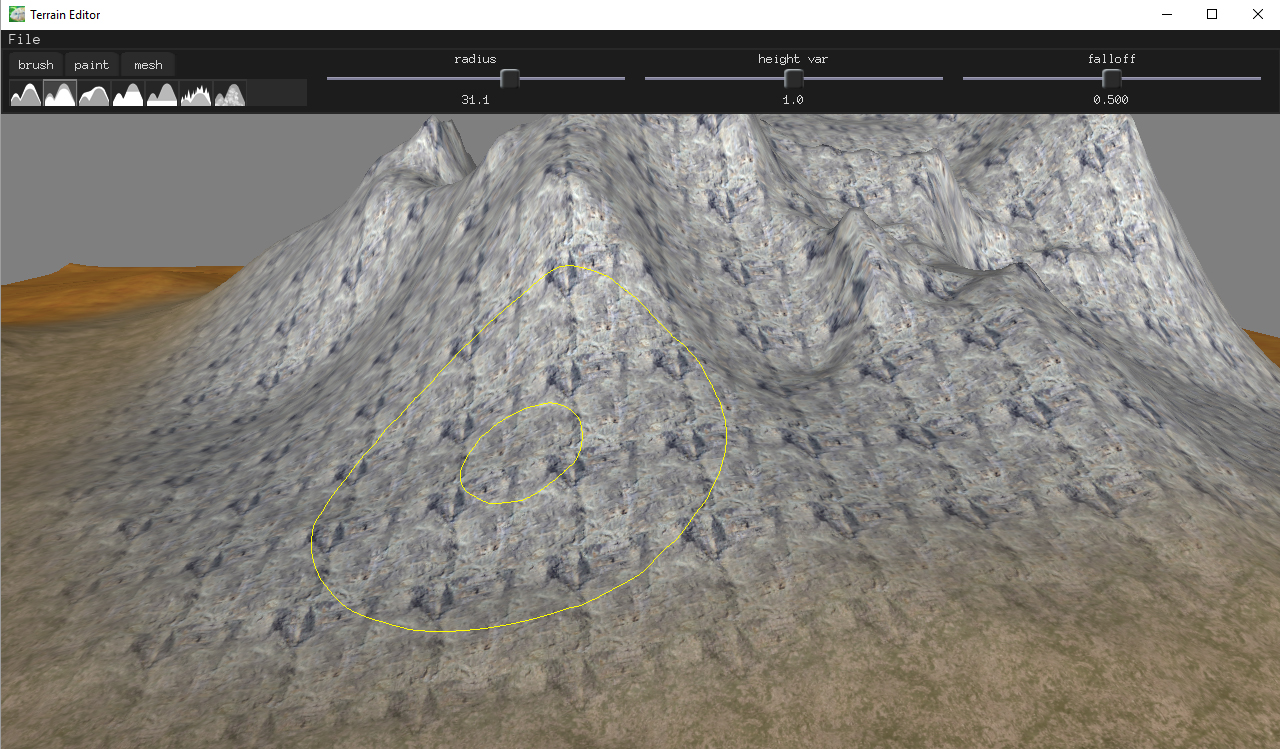 Terrain Editor
File
brush paint mesh
radius height var falloff
31.1 1.0 0.500